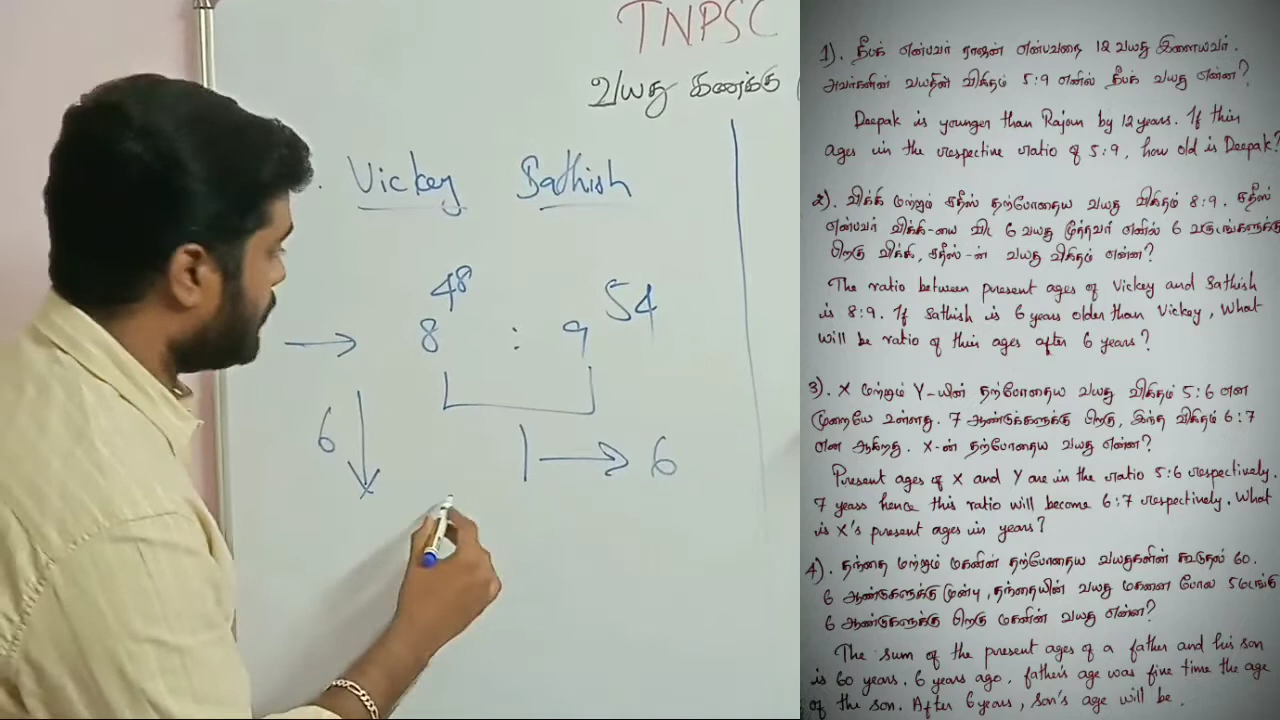 TNPSC
வயது கணக்கு
Vickey Sathish
48 54
8 : 9
6
1 → 6
1). தீபக் என்பவர் ராஜன் என்பவரை 12 வயது இளையவர்.
அவர்களின் வயதின் விகிதம் 5:9 எனில் தீபக் வயது என்ன?
Deepak is younger than Rajan by 12 years. If their
ages in the respective ratio of 5:9, how old is Deepak?
2). விக்கி மற்றும் சதீஸ் தற்போதைய வயது விகிதம் 8:9. சதீஸ்
என்பவர் விக்கி-யை விட 6 வயது மூத்தவர் எனில் 6 வருடங்களுக்கு
பிறகு விக்கி, சதீஸ்-ன் வயது விகிதம் என்ன?
The ratio between present ages of Vickey and Sathish
is 8:9. If Sathish is 6 years older than Vickey, What
will be ratio of their ages after 6 years?
3). X மற்றும் Y-யின் தற்போதைய வயது விகிதம் 5:6 என
முறையே உள்ளது. 7 ஆண்டுகளுக்கு பிறகு, இந்த விகிதம் 6:7
என ஆகிறது. X-ன் தற்போதைய வயது என்ன?
Present ages of X and Y are in the ratio 5:6 respectively.
7 years hence this ratio will become 6:7 respectively. What
is X's present ages in years?
4). தந்தை மற்றும் மகனின் தற்போதைய வயதுகளின் கூடுதல் 60.
6 ஆண்டுகளுக்கு முன்பு, தந்தையின் வயது மகனை போல 5 மடங்கு
6 ஆண்டுகளுக்கு பிறகு மகனின் வயது என்ன?
The sum of the present ages of a father and his son
is 60 years. 6 years ago, father's age was five time the age
of the son. After 6 years, son's age will be.